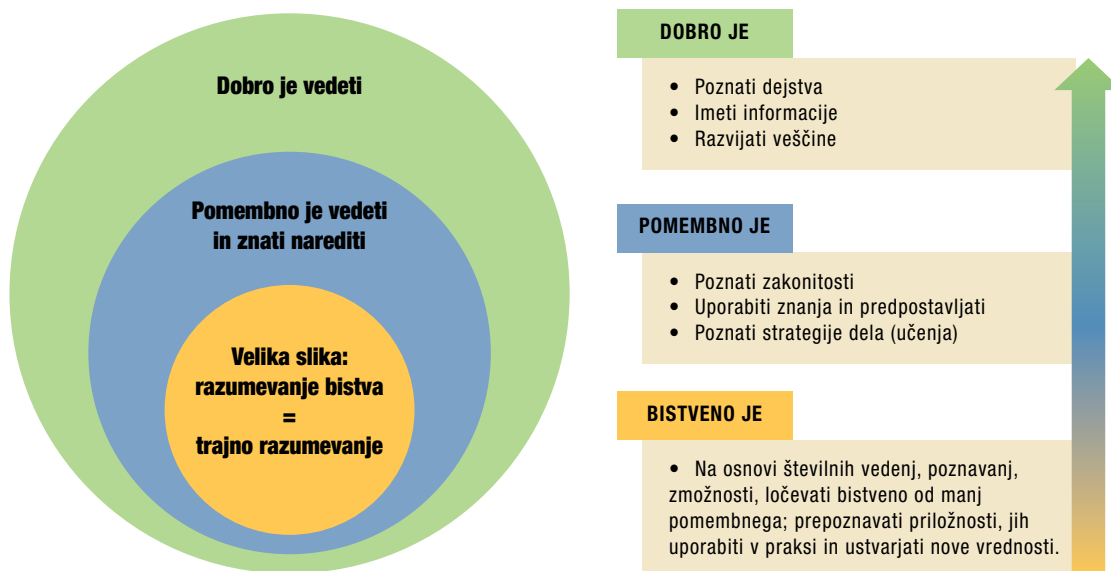 Dobro je vedeti
Pomembno je vedeti
in znati narediti
Velika slika:
razumevanje bistva
=
trajno razumevanje
DOBRO JE
• Poznati dejstva
• Imeti informacije
• Razvijati veščine
POMEMBNO JE
• Poznati zakonitosti
• Uporabiti znanja in predpostavljati
• Poznati strategije dela (učenja)
BISTVENO JE
• Na osnovi številnih vedenj, poznavanj,
zmožnosti, ločevati bistveno od manj
pomembnega; prepoznavati priložnosti, jih
uporabiti v praksi in ustvarjati nove vrednosti.